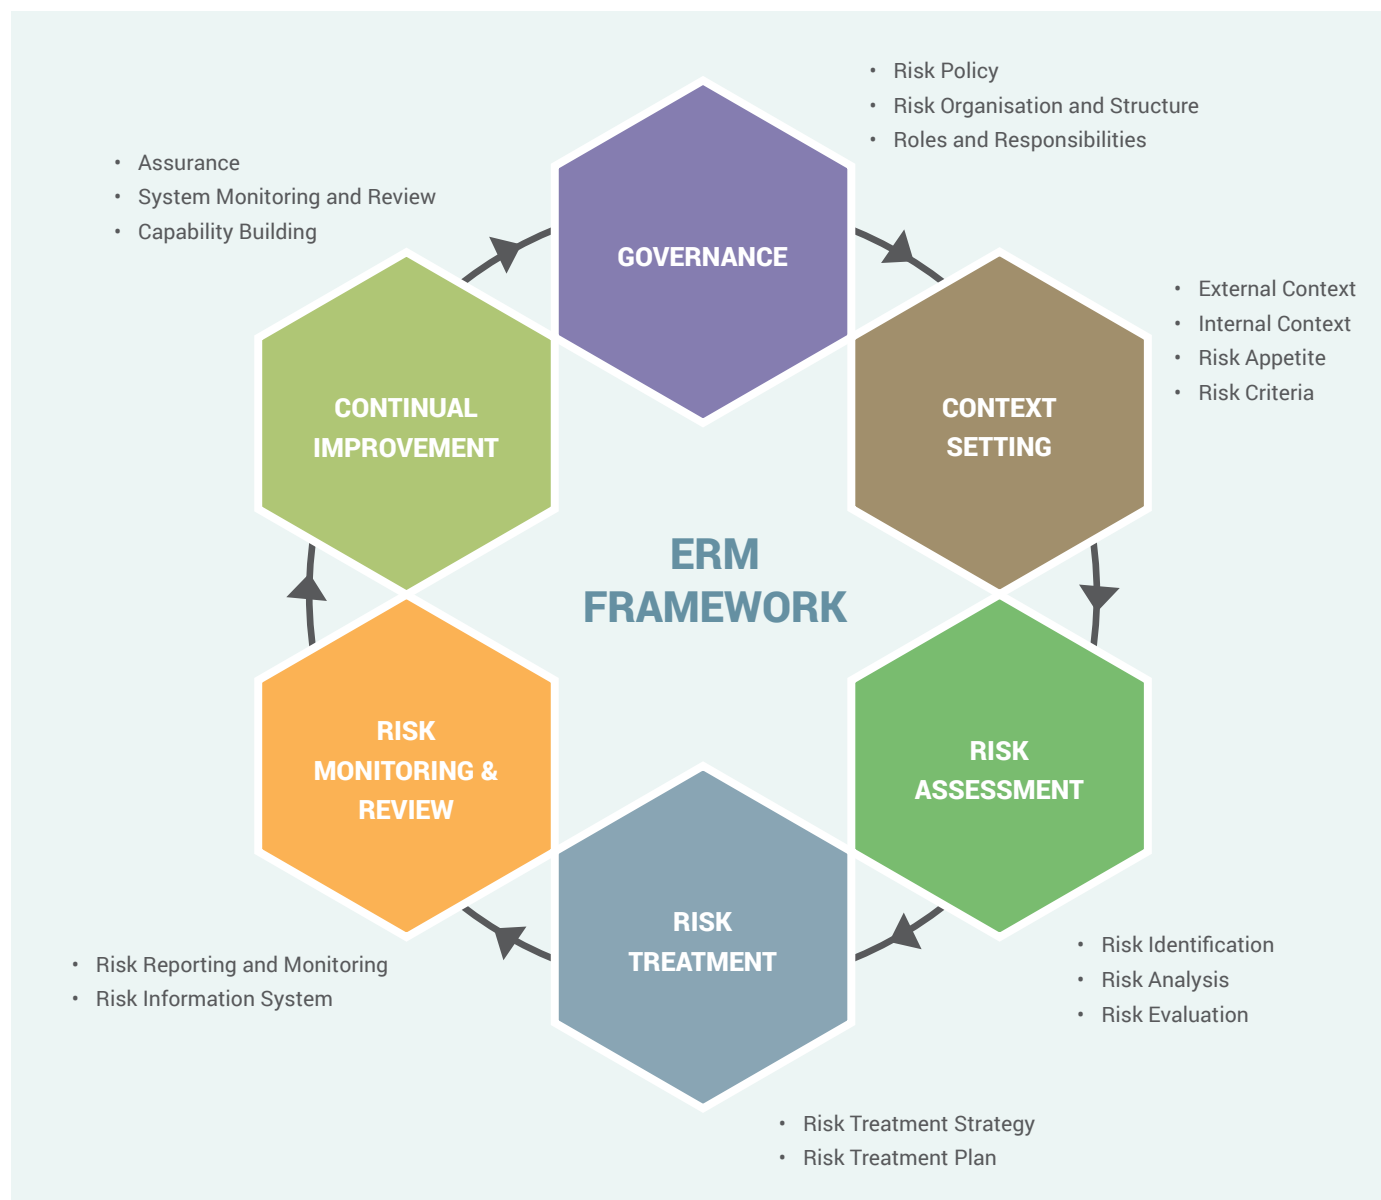 GOVERNANCE
• Risk Policy
• Risk Organisation and Structure
• Roles and Responsibilities
CONTEXT
SETTING
• External Context
• Internal Context
• Risk Appetite
• Risk Criteria
RISK
ASSESSMENT
• Risk Identification
• Risk Analysis
• Risk Evaluation
RISK
TREATMENT
• Risk Treatment Strategy
• Risk Treatment Plan
RISK
MONITORING &
REVIEW
• Risk Reporting and Monitoring
• Risk Information System
CONTINUAL
IMPROVEMENT
• Assurance
• System Monitoring and Review
• Capability Building
ERM
FRAMEWORK